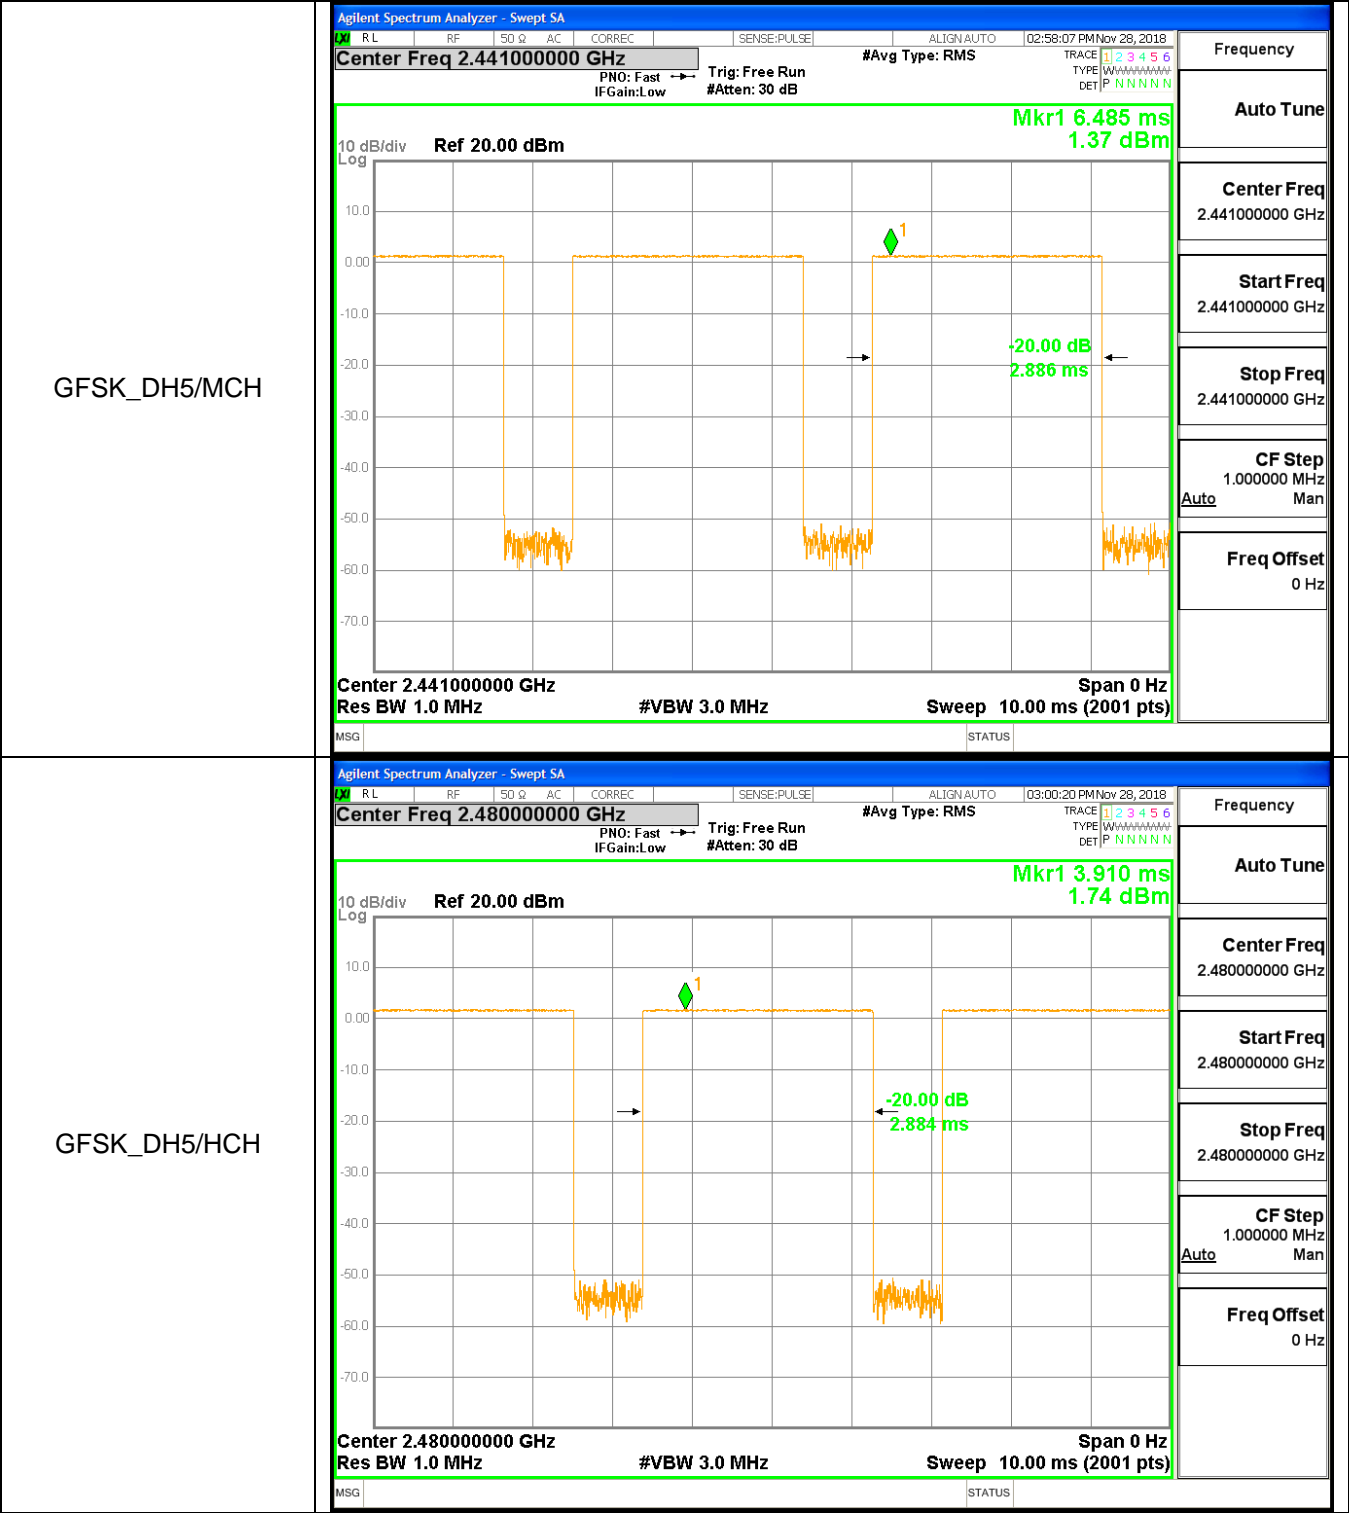 GFSK_DH5/MCH
Agilent Spectrum Analyzer - Swept SA
LXI RL RF 50 Ω AC CORREC SENSE:PULSE ALIGNAUTO 02:58:07 PM Nov 28, 2018
Center Freq 2.441000000 GHz
#Avg Type: RMS
TRACE 1 2 3 4 5 6
PNO: Fast Trig: Free Run
TYPE
IFGain:Low #Atten: 30 dB
DET P N N N N N
Mkr1 6.485 ms
1.37 dBm
10 dB/div Ref 20.00 dBm
Log
10.0
1
0.00
-10.0
-20.00 dB
-20.0
2.886 ms
-30.0
-40.0
-50.0
-60.0
-70.0
Center 2.441000000 GHz Span 0 Hz
Res BW 1.0 MHz #VBW 3.0 MHz Sweep 10.00 ms (2001 pts)
MSG STATUS
Frequency
Auto Tune
Center Freq
2.441000000 GHz
Start Freq
2.441000000 GHz
Stop Freq
2.441000000 GHz
CF Step
1.000000 MHz
Auto Man
Freq Offset
0 Hz
GFSK_DH5/HCH
Agilent Spectrum Analyzer - Swept SA
LXI RL RF 50 Ω AC CORREC SENSE:PULSE ALIGNAUTO 03:00:20 PM Nov 28, 2018
Center Freq 2.480000000 GHz
#Avg Type: RMS
TRACE 1 2 3 4 5 6
PNO: Fast Trig: Free Run
TYPE
IFGain:Low #Atten: 30 dB
DET P N N N N N
Mkr1 3.910 ms
1.74 dBm
10 dB/div Ref 20.00 dBm
Log
10.0
1
0.00
-10.0
-20.00 dB
-20.0
2.884 ms
-30.0
-40.0
-50.0
-60.0
-70.0
Center 2.480000000 GHz Span 0 Hz
Res BW 1.0 MHz #VBW 3.0 MHz Sweep 10.00 ms (2001 pts)
MSG STATUS
Frequency
Auto Tune
Center Freq
2.480000000 GHz
Start Freq
2.480000000 GHz
Stop Freq
2.480000000 GHz
CF Step
1.000000 MHz
Auto Man
Freq Offset
0 Hz